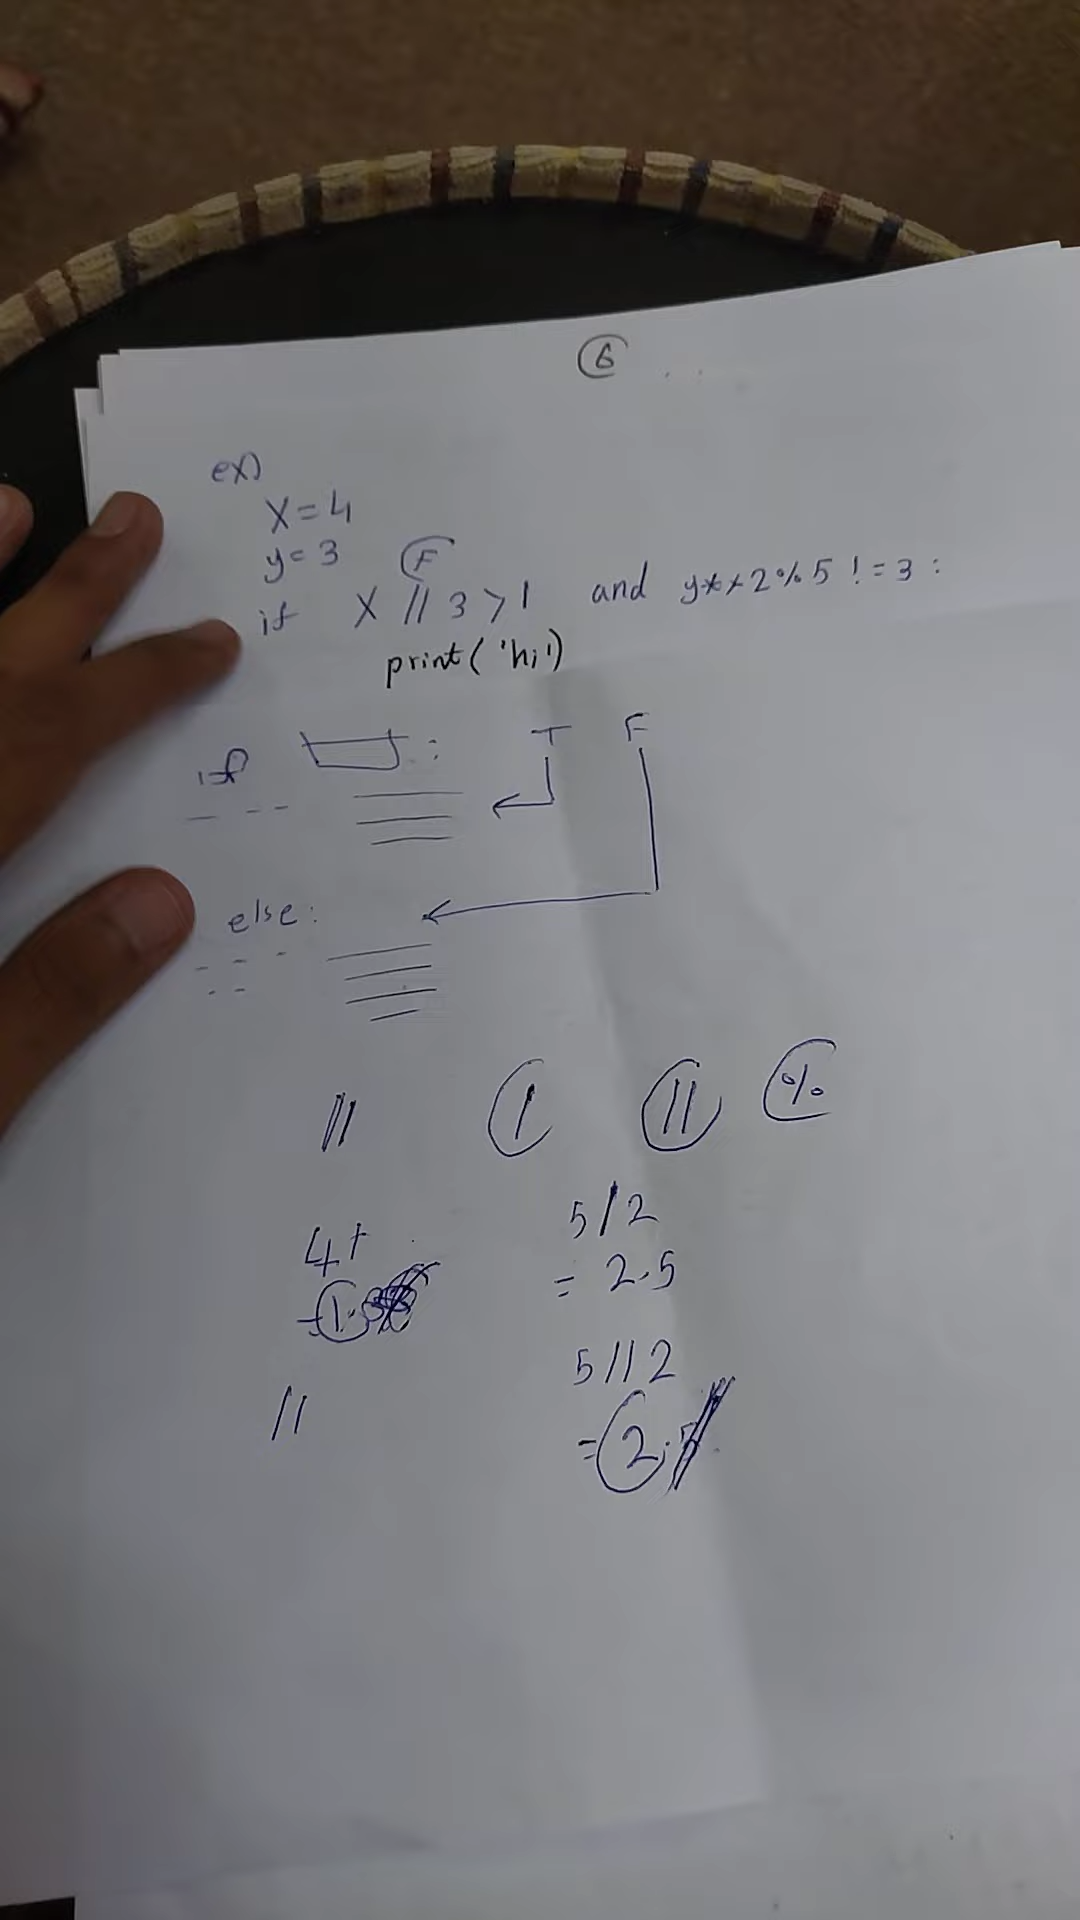 6
ex)
x = 4
y = 3
F
if x // 3 > 1 and y**2%5 != 3 :
print('hi')
if : T F
else:
// / // %
4+ 5/2
= 1. = 2.5
5//2
// = 2.